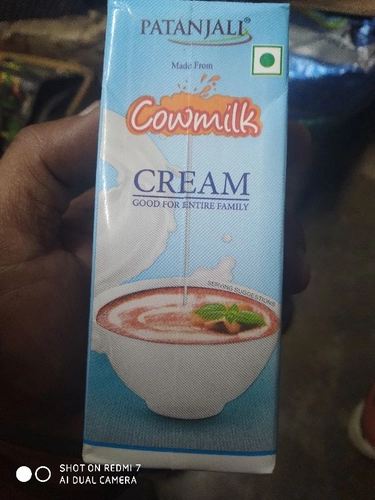 PATANJALI®
Made From
Cowmilk
CREAM
GOOD FOR ENTIRE FAMILY
SERVING SUGGESTIONS
SHOT ON REDMI 7
AI DUAL CAMERA